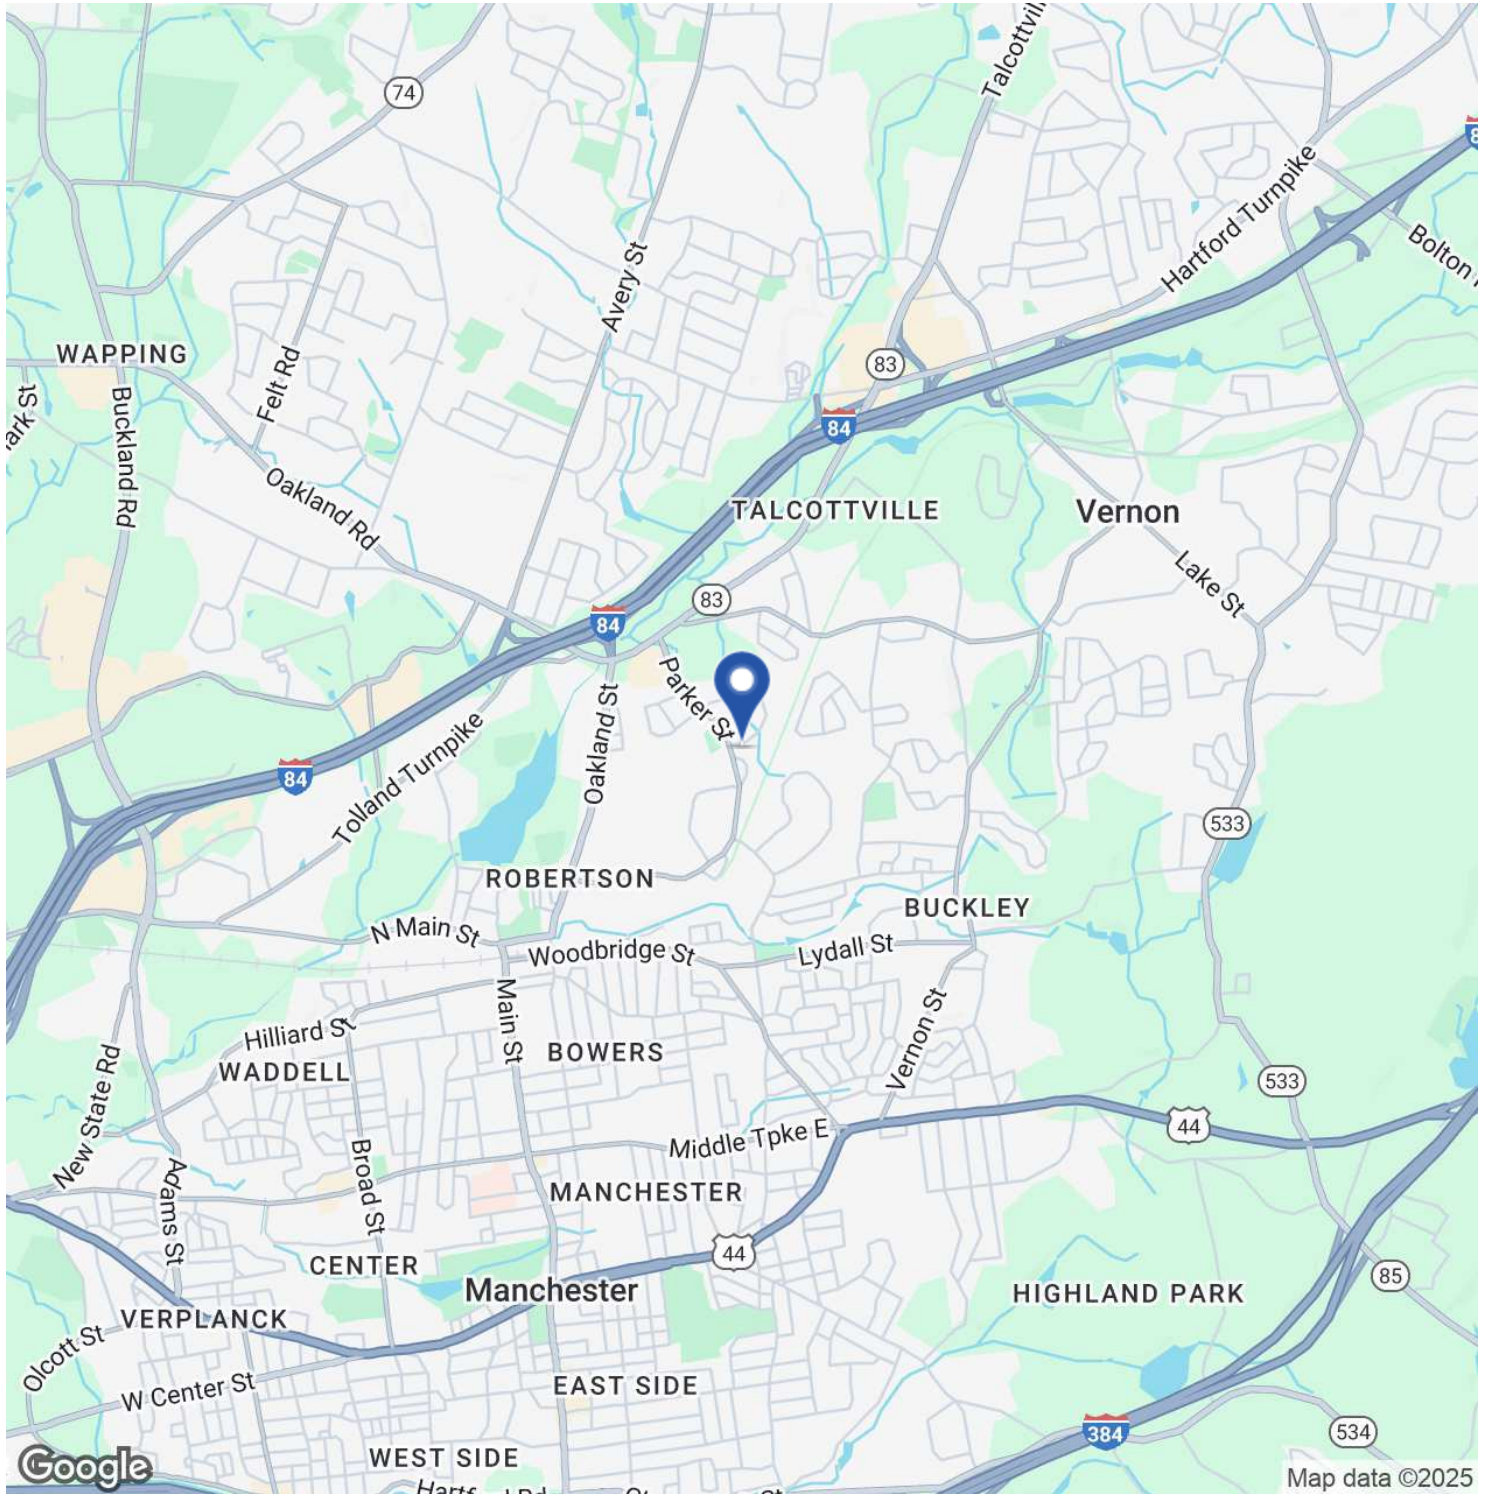 Talcottvil
74
Hartford Turnpike
Bolton
Avery St
WAPPING
Felt Rd
83
Buckland Rd
ark St
84
Oakland Rd
TALCOTTVILLE
Vernon
Lake St
83
84
Parker St
Oakland St
Tolland Turnpike
84
533
ROBERTSON
BUCKLEY
N Main St
Woodbridge St
Lydall St
Main St
Vernon St
Hilliard St
BOWERS
WADDELL
New State Rd
533
44
Middle Tpke E
Broad St
Adams St
MANCHESTER
44
CENTER
Manchester
85
HIGHLAND PARK
VERPLANCK
Olcott St
W Center St
EAST SIDE
384
534
WEST SIDE
Google
Map data ©2025